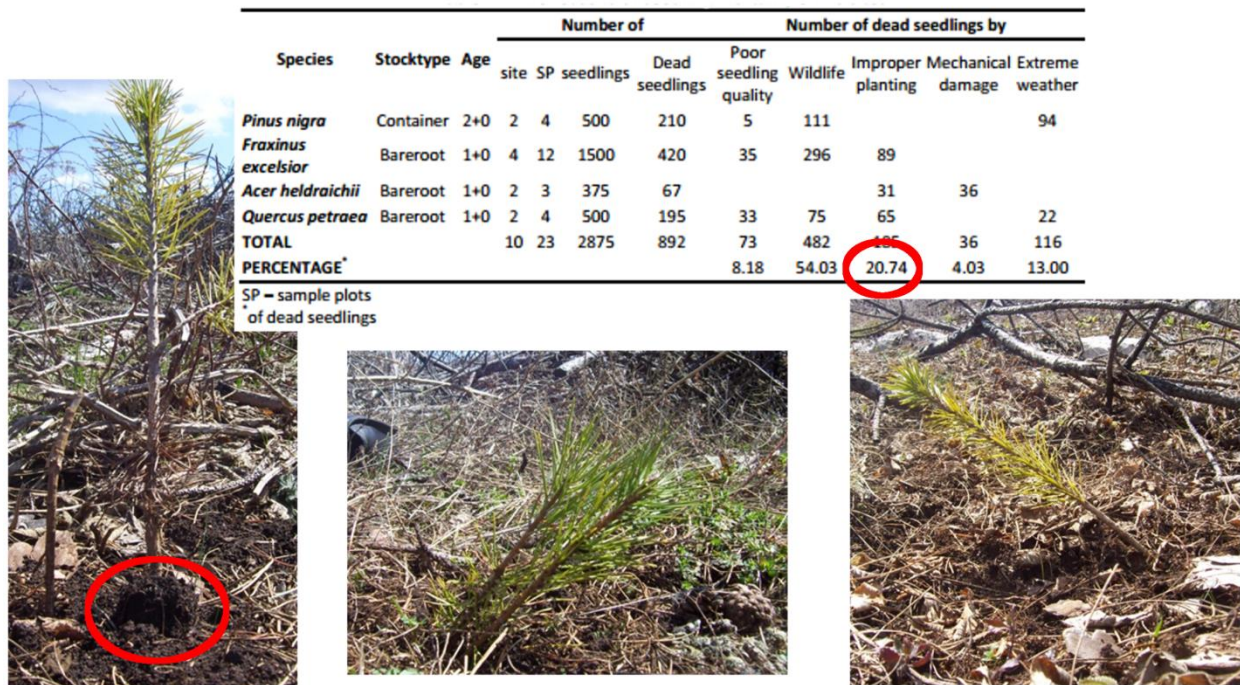 Number of Number of dead seedlings by
Species Stocktype Age site SP seedlings Dead seedlings Poor seedling quality Wildlife Improper planting Mechanical damage Extreme weather
Pinus nigra Container 2+0 2 4 500 210 5 111 94
Fraxinus excelsior Bareroot 1+0 4 12 1500 420 35 296 89
Acer heldraichii Bareroot 1+0 2 3 375 67 31 36
Quercus petraea Bareroot 1+0 2 4 500 195 33 75 65 22
TOTAL 10 23 2875 892 73 482 185 36 116
PERCENTAGE* 8.18 54.03 20.74 4.03 13.00
SP – sample plots
*of dead seedlings